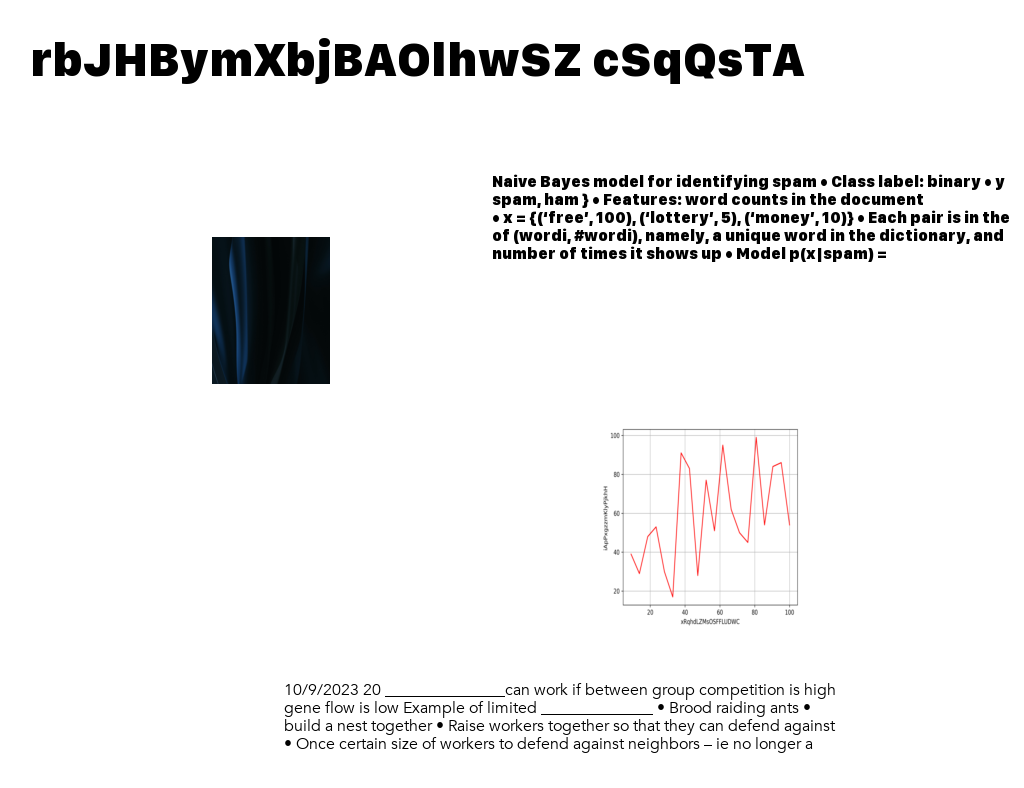 rbJHBymXbjBAOlhwSZ cSqQsTA
Naive Bayes model for identifying spam • Class label: binary • y
spam, ham } • Features: word counts in the document
• x = {(‘free’, 100), (‘lottery’, 5), (‘money’, 10)} • Each pair is in the
of (wordi, #wordi), namely, a unique word in the dictionary, and
number of times it shows up • Model p(x|spam) =
100
80
60
40
20
20 40 60 80 100
xRqhdLZMsOSFFLUDWC
10/9/2023 20 _______________can work if between group competition is high
gene flow is low Example of limited ______________ • Brood raiding ants •
build a nest together • Raise workers together so that they can defend against
• Once certain size of workers to defend against neighbors – ie no longer a